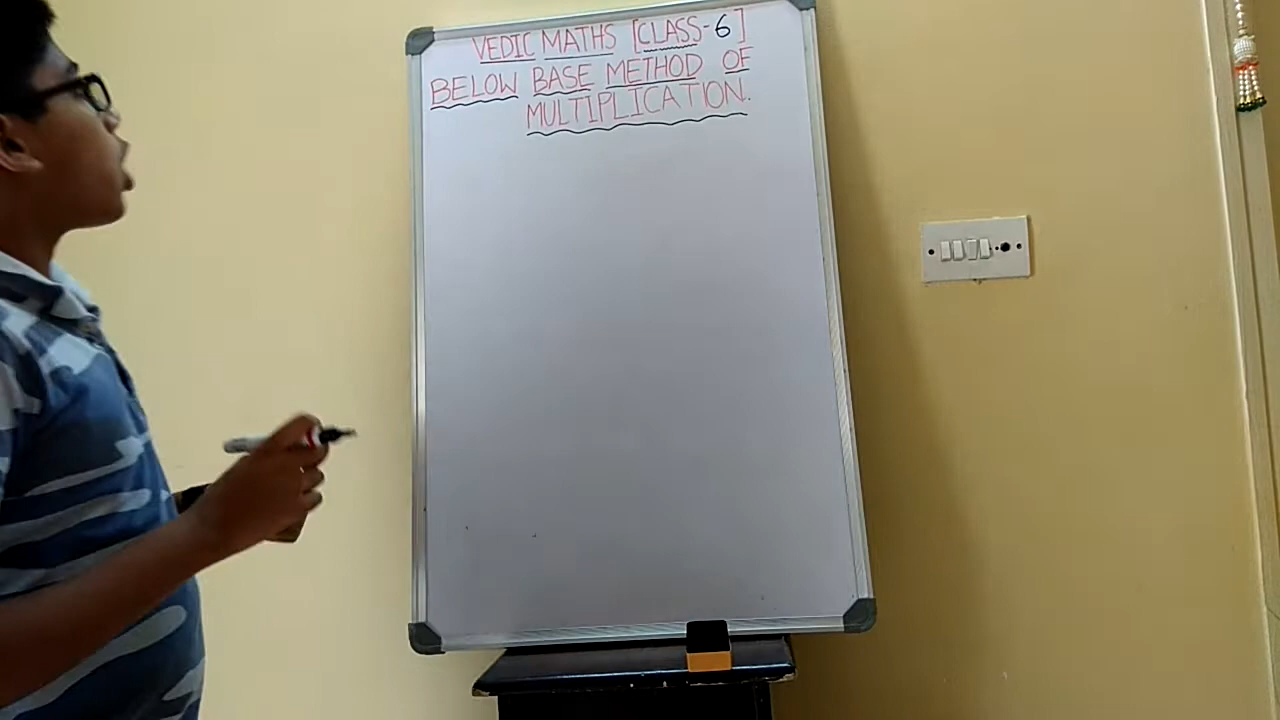 VEDIC MATHS [CLASS-6]
BELOW BASE METHOD OF
MULTIPLICATION.